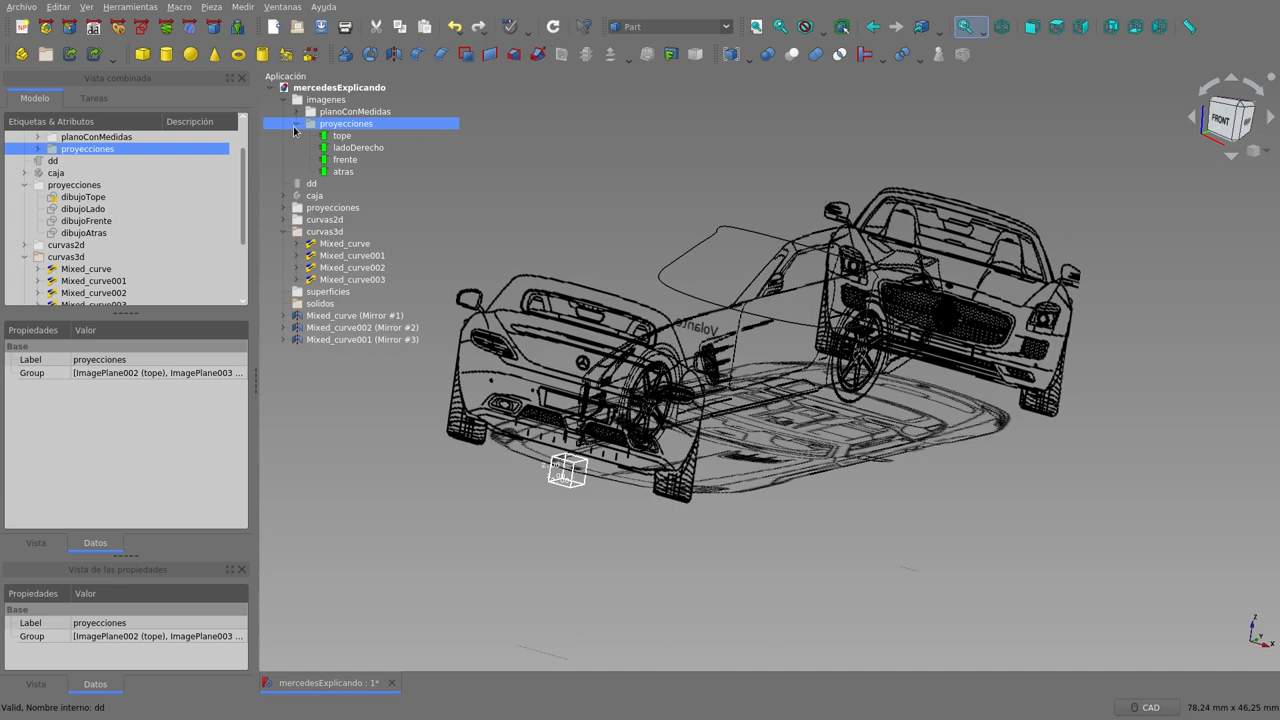 Archivo Editar Ver Herramientas Macro Pieza Medir Ventanas Ayuda
Part
Vista combinada
Modelo Tareas
Etiquetas & Atributos Descripción
planoConMedidas
proyecciones
dd
caja
proyecciones
dibujoTope
dibujoLado
dibujoFrente
dibujoAtras
curvas2d
curvas3d
Mixed_curve
Mixed_curve001
Mixed_curve002
Mixed_curve003
Propiedades Valor
Base
Label proyecciones
Group [ImagePlane002 (tope), ImagePlane003 ...
Vista Datos
Vista de las propiedades
Propiedades Valor
Base
Label proyecciones
Group [ImagePlane002 (tope), ImagePlane003 ...
Vista Datos
Aplicación
mercedesExplicando
imagenes
planoConMedidas
proyecciones
tope
ladoDerecho
frente
atras
dd
caja
proyecciones
curvas2d
curvas3d
Mixed_curve
Mixed_curve001
Mixed_curve002
Mixed_curve003
superficies
solidos
Mixed_curve (Mirror #1)
Mixed_curve002 (Mirror #2)
Mixed_curve001 (Mirror #3)
Volante
FRONT
Z
Y
X
mercedesExplicando : 1*
Valid, Nombre interno: dd
CAD
78,24 mm x 46,25 mm